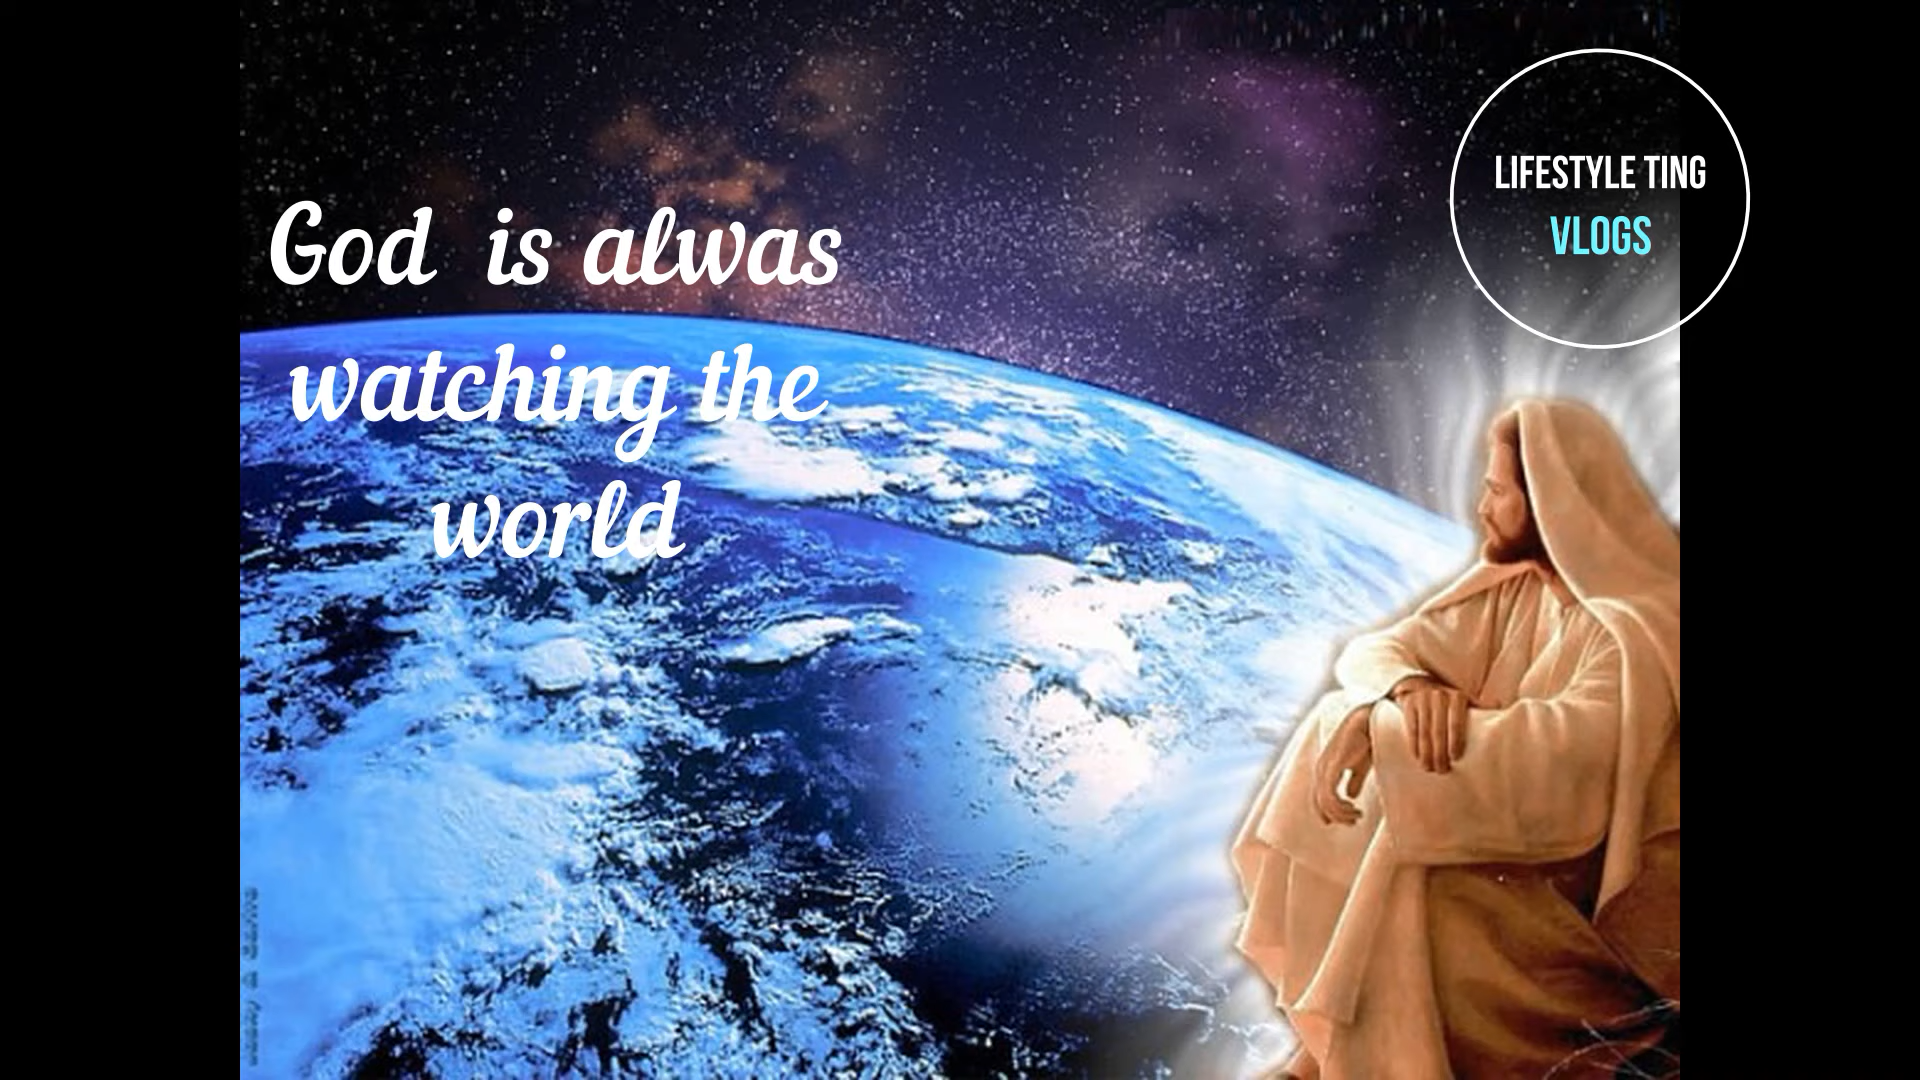 God is alwas
watching the
world
LIFESTYLE TING
VLOGS